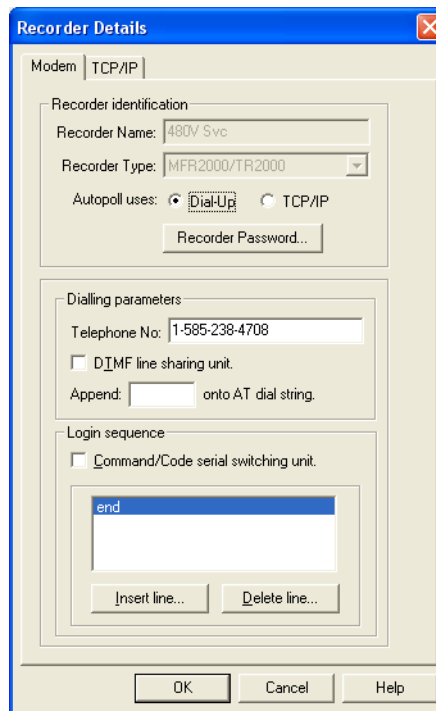 Recorder Details
Modem TCP/IP
Recorder identification
Recorder Name: 480V Svc
Recorder Type: MFR2000/TR2000
Autopoll uses: Dial-Up TCP/IP
Recorder Password...
Dialling parameters
Telephone No: 1-585-238-4708
DTMF line sharing unit.
Append: onto AT dial string.
Login sequence
Command/Code serial switching unit.
end
Insert line... Delete line...
OK Cancel Help